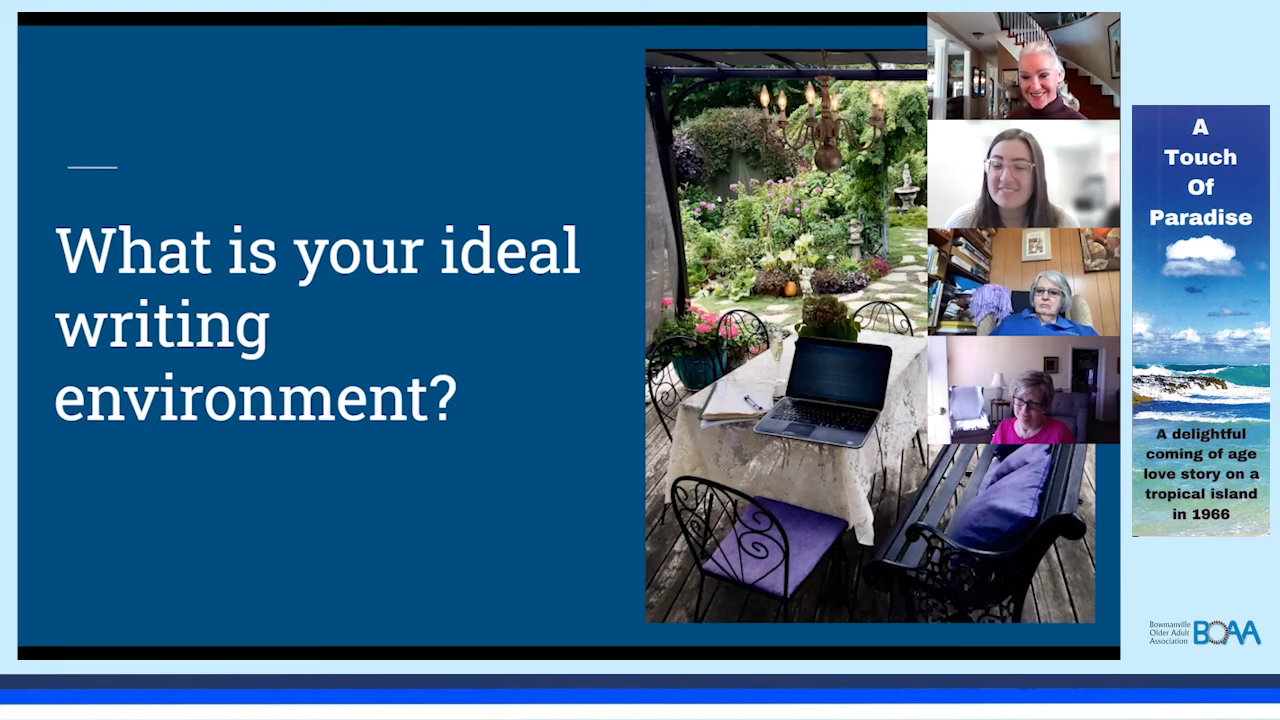 What is your ideal
writing
environment?
A
Touch
Of
Paradise
A delightful
coming of age
love story on a
tropical island
in 1966
Bowmanville
Older Adult
Association
BOAA